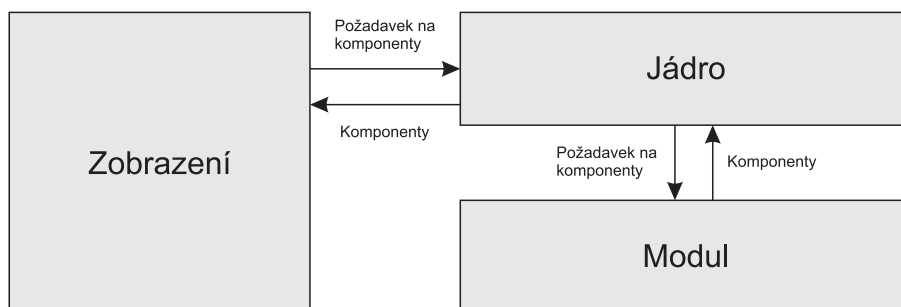 Požadavek na
komponenty
Jádro
Komponenty
Zobrazení
Požadavek na
komponenty
Komponenty
Modul